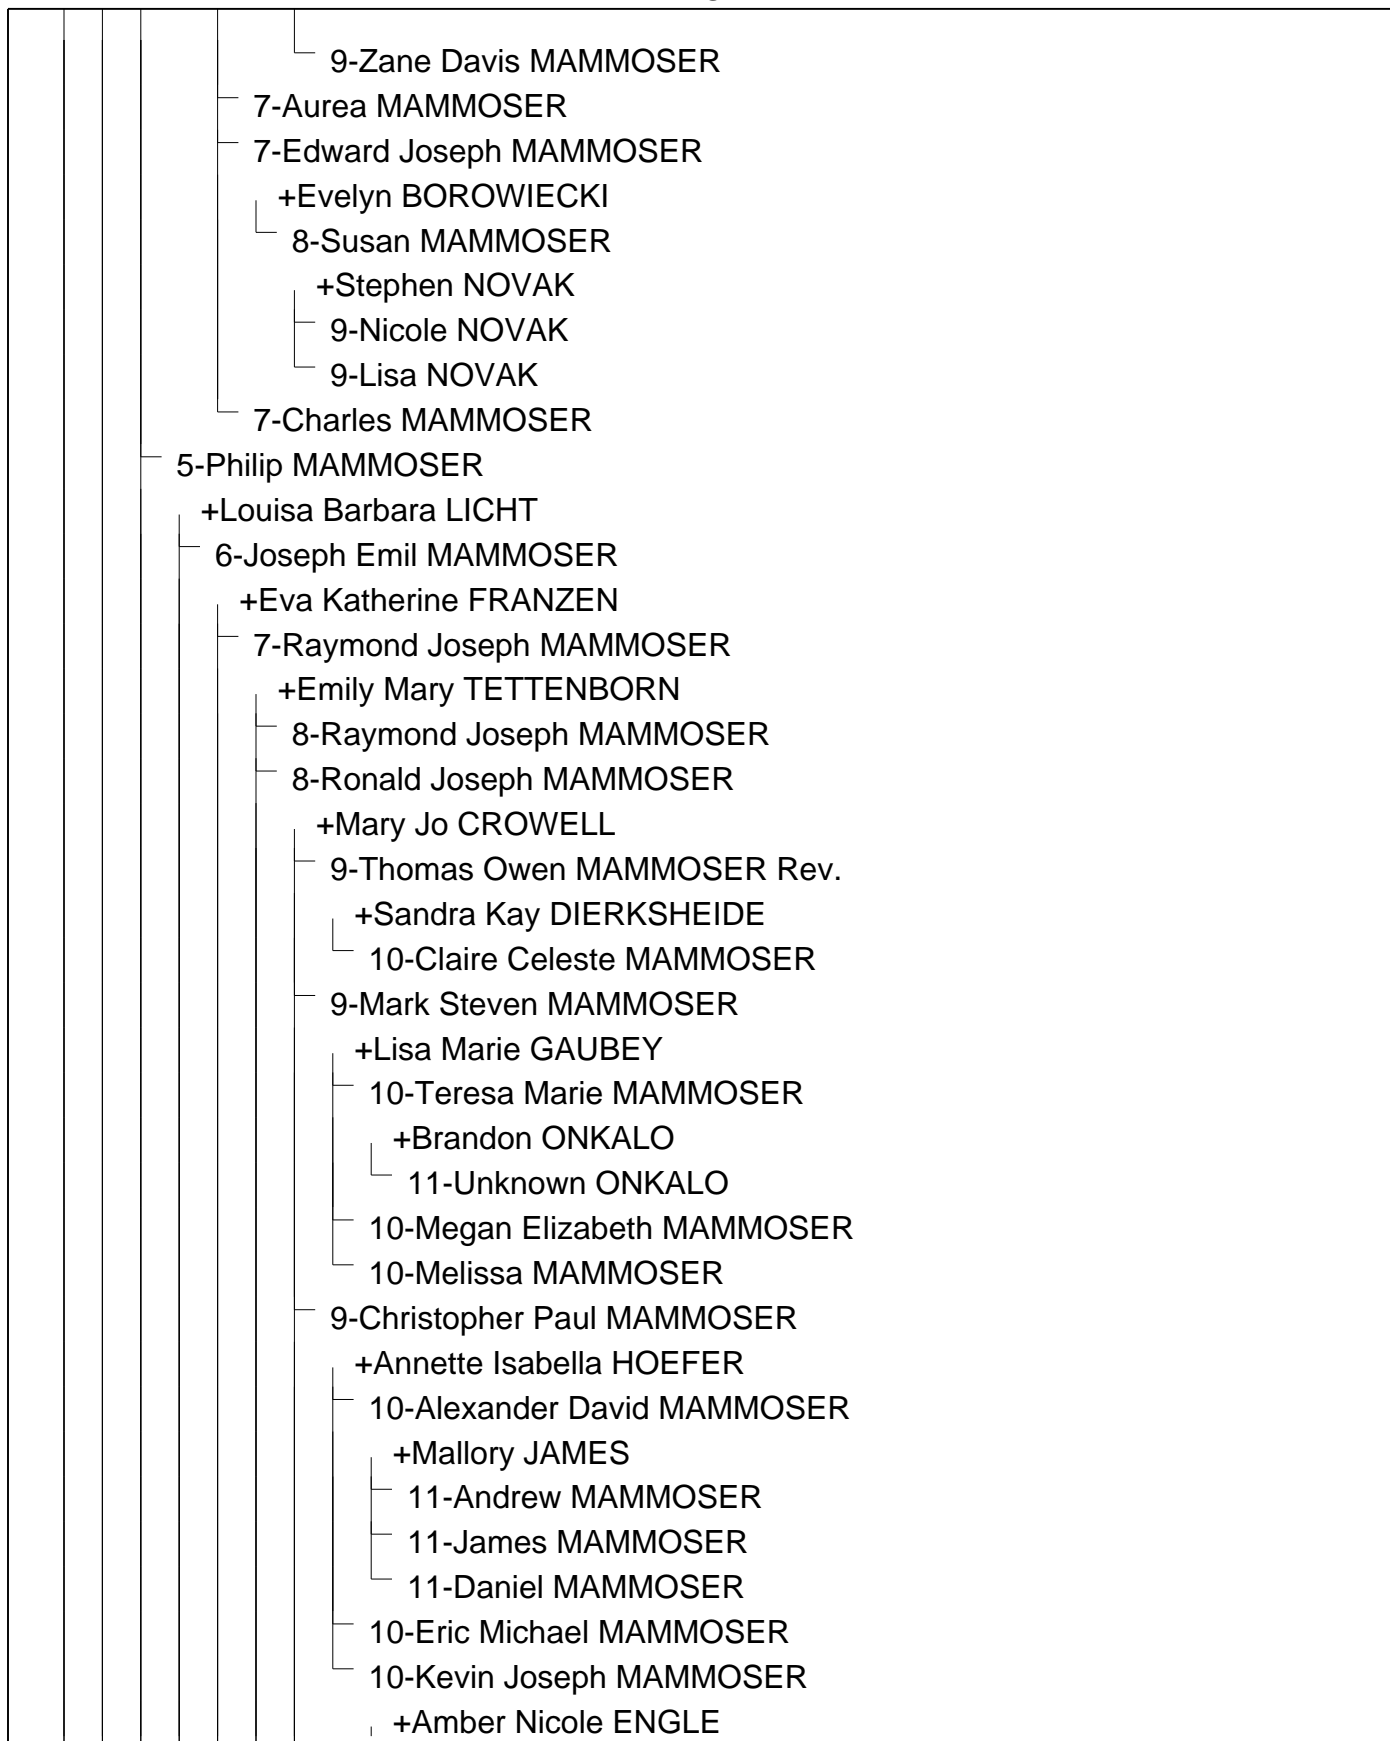 9-Zane Davis MAMMOSER
7-Aurea MAMMOSER
7-Edward Joseph MAMMOSER
+Evelyn BOROWIECKI
8-Susan MAMMOSER
+Stephen NOVAK
9-Nicole NOVAK
9-Lisa NOVAK
7-Charles MAMMOSER
5-Philip MAMMOSER
+Louisa Barbara LICHT
6-Joseph Emil MAMMOSER
+Eva Katherine FRANZEN
7-Raymond Joseph MAMMOSER
+Emily Mary TETTENBORN
8-Raymond Joseph MAMMOSER
8-Ronald Joseph MAMMOSER
+Mary Jo CROWELL
9-Thomas Owen MAMMOSER Rev.
+Sandra Kay DIERKSHEIDE
10-Claire Celeste MAMMOSER
9-Mark Steven MAMMOSER
+Lisa Marie GAUBEY
10-Teresa Marie MAMMOSER
+Brandon ONKALO
11-Unknown ONKALO
10-Megan Elizabeth MAMMOSER
10-Melissa MAMMOSER
9-Christopher Paul MAMMOSER
+Annette Isabella HOEFER
10-Alexander David MAMMOSER
+Mallory JAMES
11-Andrew MAMMOSER
11-James MAMMOSER
11-Daniel MAMMOSER
10-Eric Michael MAMMOSER
10-Kevin Joseph MAMMOSER
+Amber Nicole ENGLE